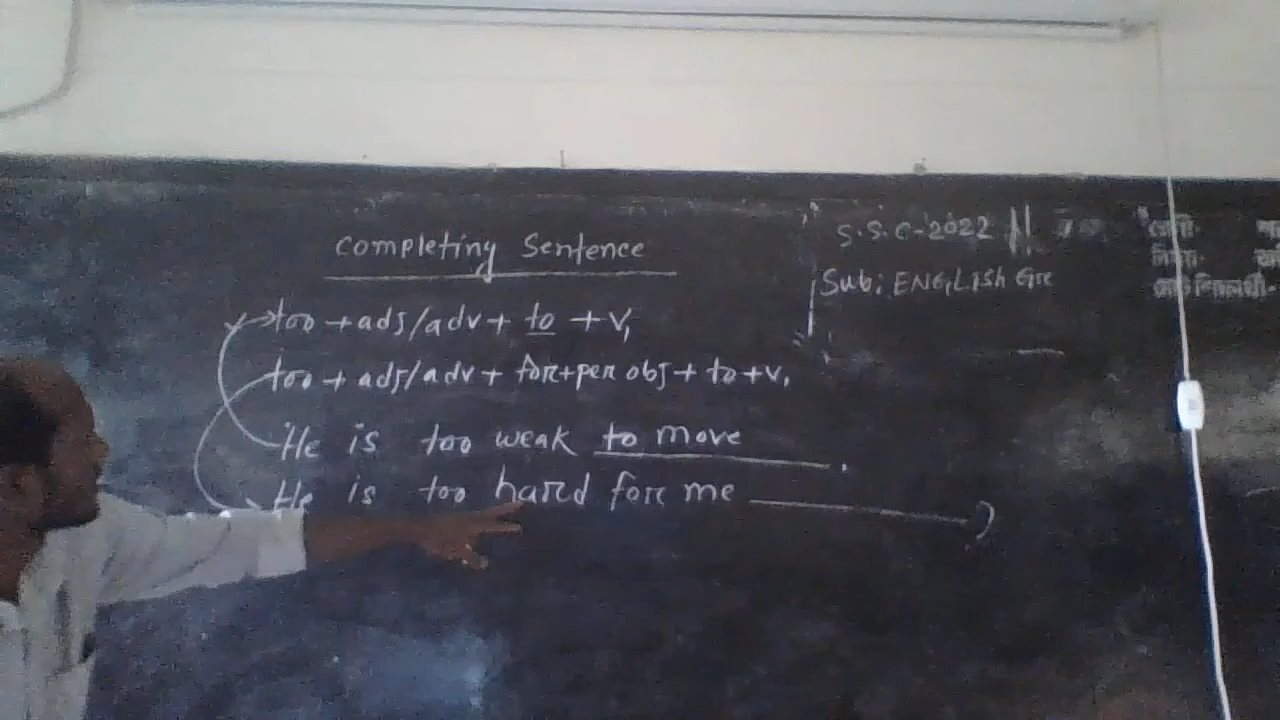 completing Sentence
too + adj/adv + to + V₁
too + adj/adv + for + per obj + to + V₁
He is too weak to move .
He is too hard for me
S.S.C-2022
Sub: ENGLISH